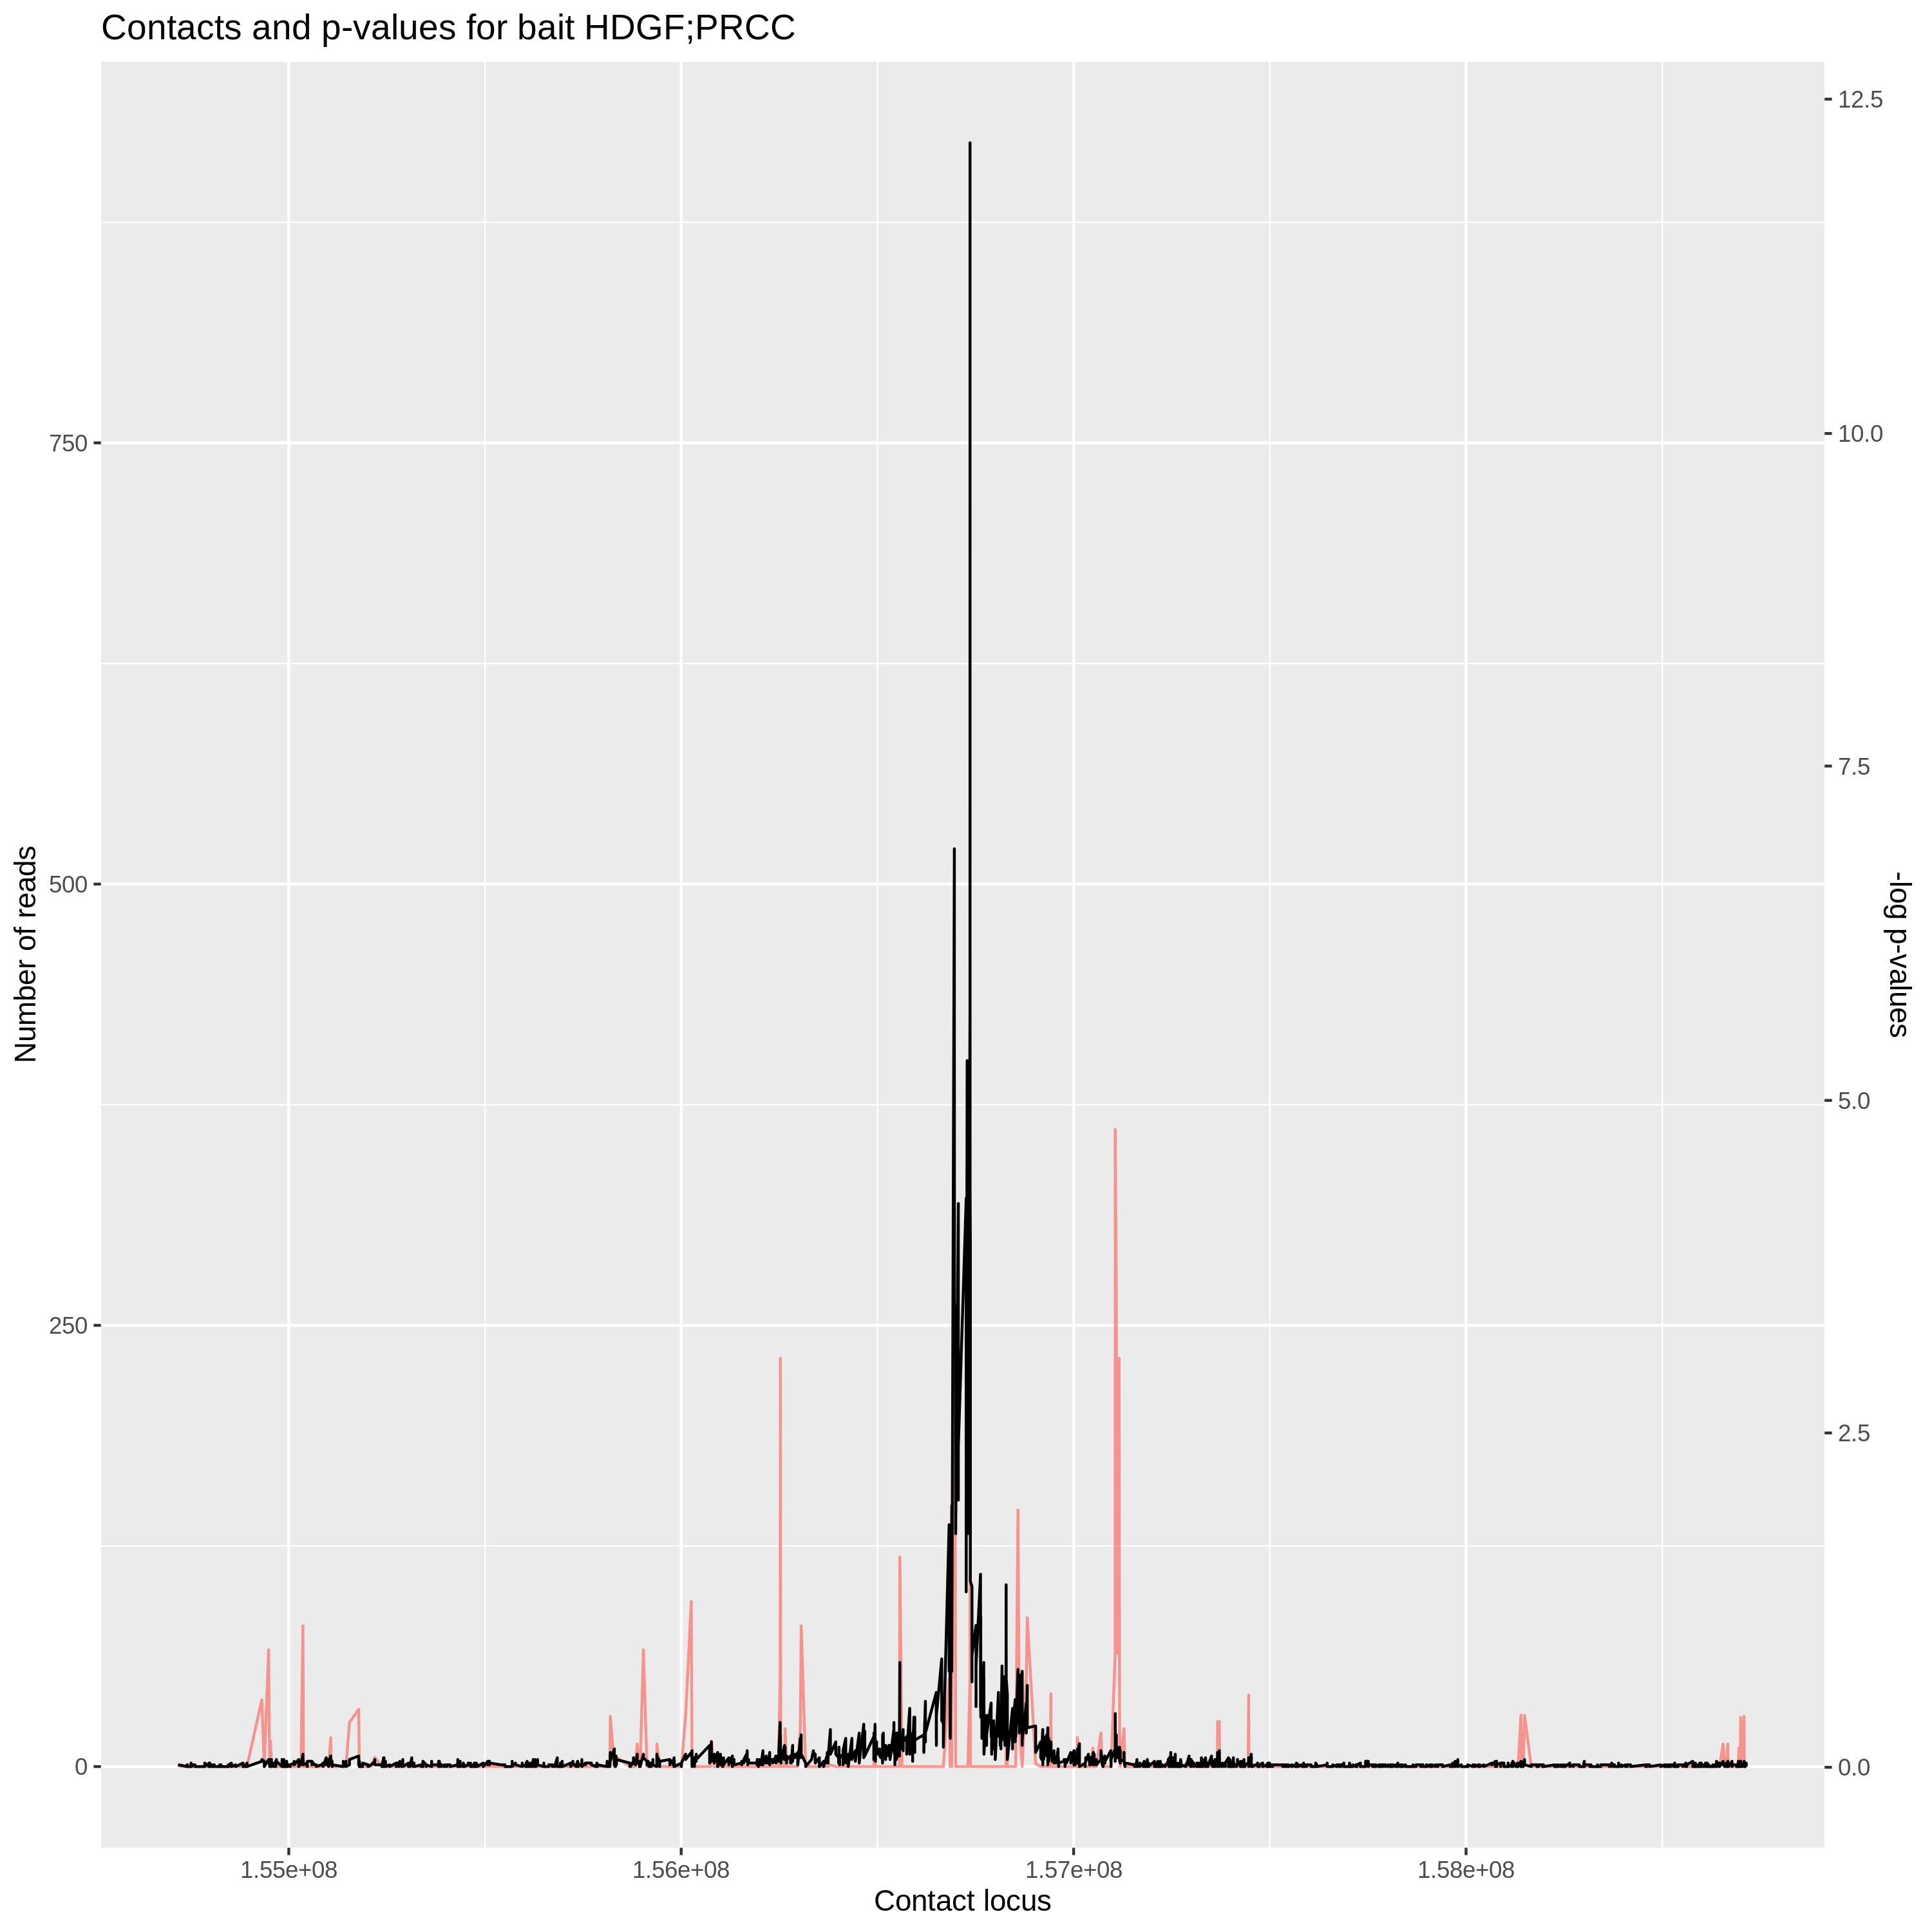 Contacts and p-values for bait HDGF;PRCC
12.5
10.0
7.5
5.0
2.5
0.0
750
500
250
0
Number of reads
-log p-values
1.55e+08
1.56e+08
1.57e+08
1.58e+08
Contact locus